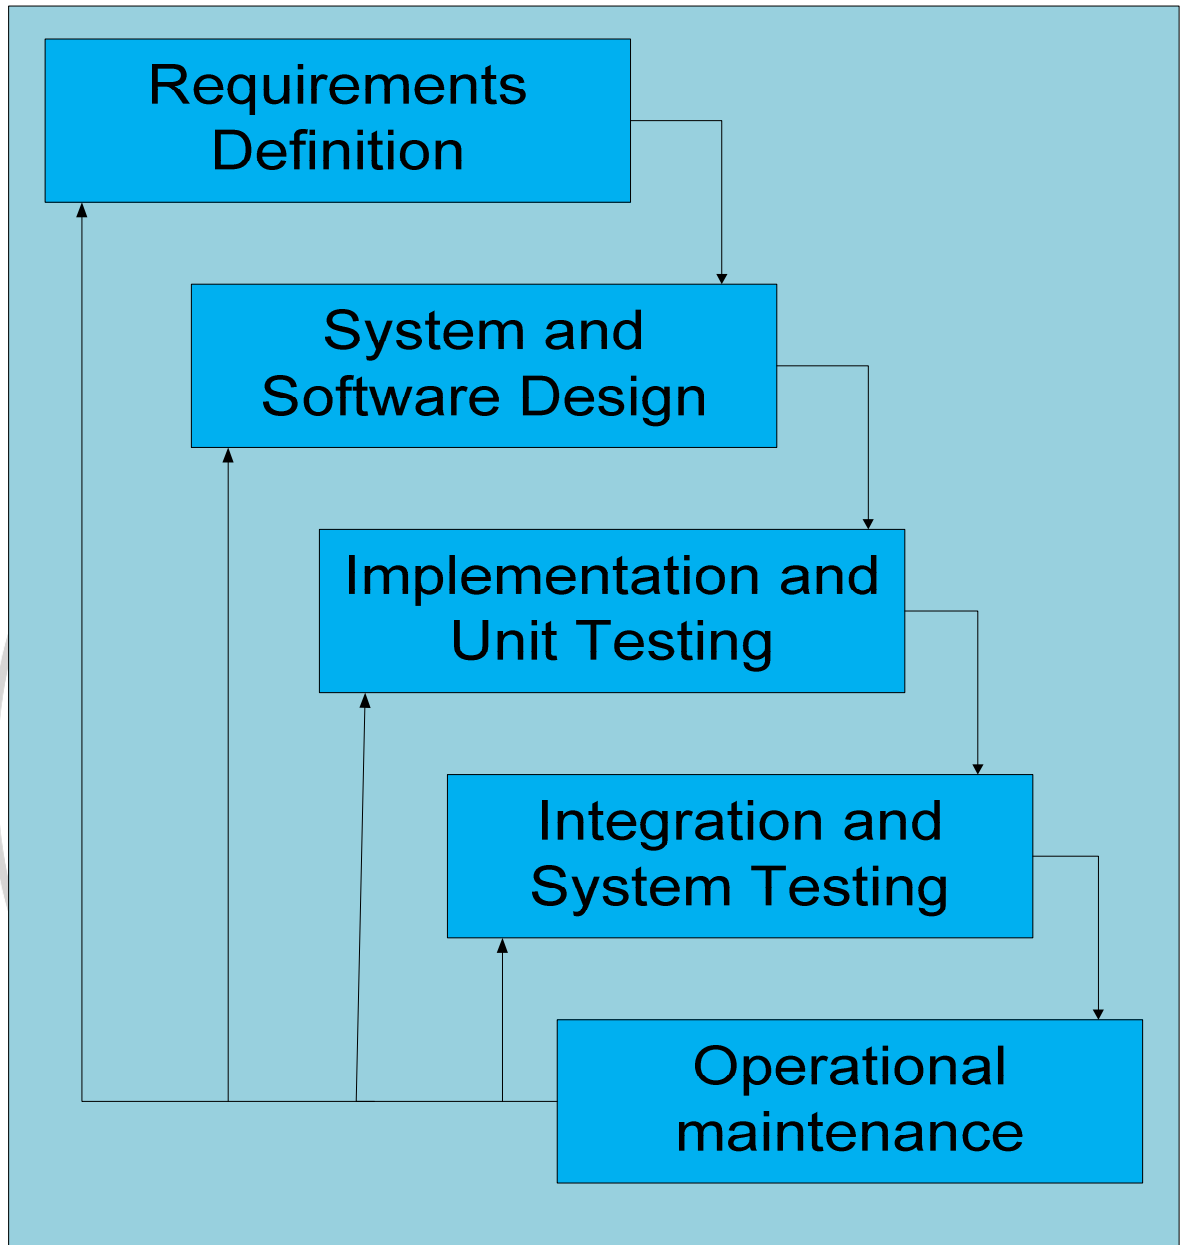 Requirements
Definition
System and
Software Design
Implementation and
Unit Testing
Integration and
System Testing
Operational
maintenance